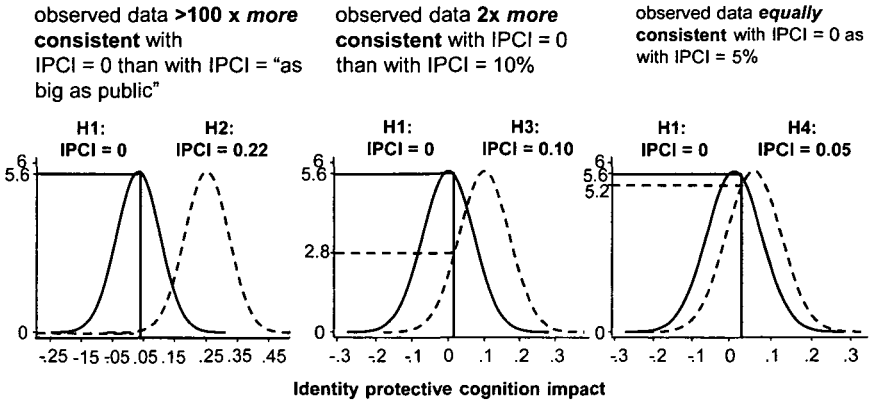 observed data >100 x more
consistent with
IPCI = 0 than with IPCI = "as
big as public"
observed data 2x more
consistent with IPCI = 0
than with IPCI = 10%
observed data equally
consistent with IPCI = 0 as
with IPCI = 5%
H1:
IPCI = 0
H2:
IPCI = 0.22
H1:
IPCI = 0
H3:
IPCI = 0.10
H1:
IPCI = 0
H4:
IPCI = 0.05
6
5.6
0
-.25 -.15 -.05 .05 .15 .25 .35 .45
6
5.6
2.8
0
-.3 -.2 -.1 0 .1 .2 .3
6
5.6
5.2
0
-.3 -.2 -.1 0 .1 .2 .3
Identity protective cognition impact